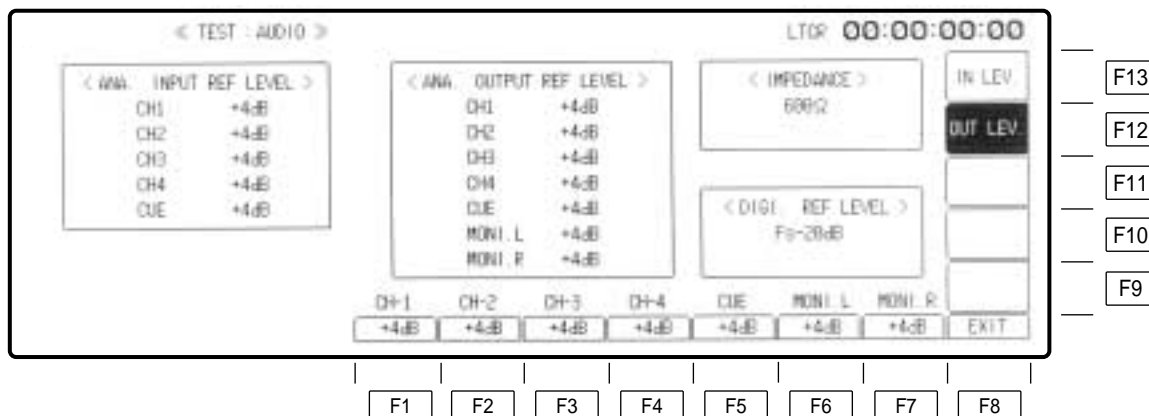 ≪ TEST : AUDIO ≫
LTCR 00:00:00:00
< ANA. INPUT REF LEVEL >
CH1 +4dB
CH2 +4dB
CH3 +4dB
CH4 +4dB
CUE +4dB
< ANA. OUTPUT REF LEVEL >
CH1 +4dB
CH2 +4dB
CH3 +4dB
CH4 +4dB
CUE +4dB
MONI.L +4dB
MONI.R +4dB
< IMPEDANCE >
600Ω
< DIGI. REF LEVEL >
Fs-20dB
IN LEV.
OUT LEV.
F13
F12
F11
F10
F9
CH-1 CH-2 CH-3 CH-4 CUE MONI.L MONI.R
+4dB +4dB +4dB +4dB +4dB +4dB +4dB EXIT
F1 F2 F3 F4 F5 F6 F7 F8